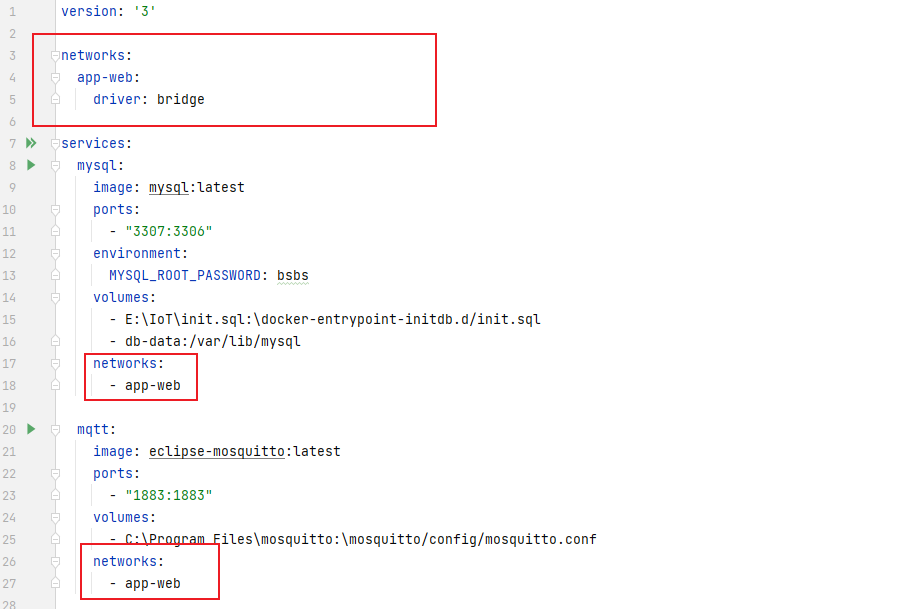 1 version: '3'
2
3 networks:
4 app-web:
5 driver: bridge
6
7 services:
8 mysql:
9 image: mysql:latest
10 ports:
11 - "3307:3306"
12 environment:
13 MYSQL_ROOT_PASSWORD: bsbs
14 volumes:
15 - E:\IoT\init.sql:\docker-entrypoint-initdb.d/init.sql
16 - db-data:/var/lib/mysql
17 networks:
18 - app-web
19
20 mqtt:
21 image: eclipse-mosquitto:latest
22 ports:
23 - "1883:1883"
24 volumes:
25 - C:\Program Files\mosquitto:\mosquitto/config/mosquitto.conf
26 networks:
27 - app-web
28